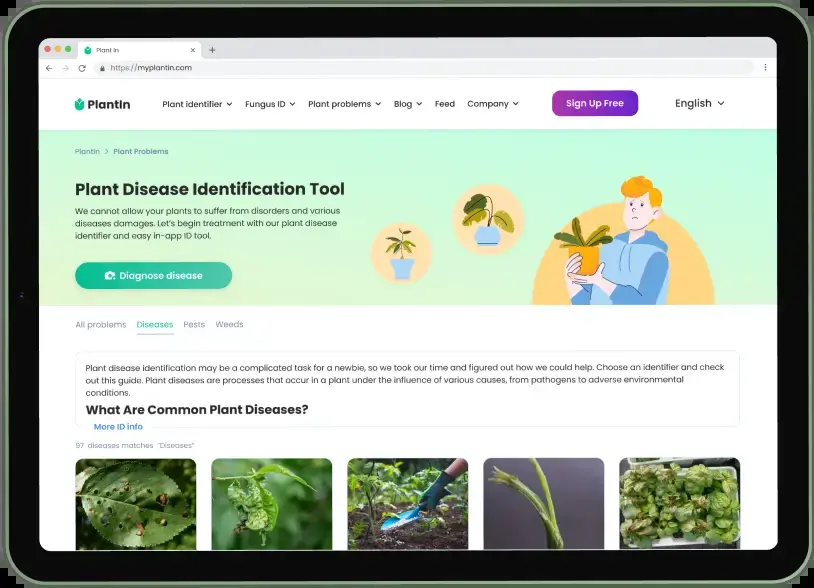 Plant In
https://myplantin.com
PlantIn
Plant identifier
Fungus ID
Plant problems
Blog
Feed
Company
Sign Up Free
English
PlantIn > Plant Problems
Plant Disease Identification Tool
We cannot allow your plants to suffer from disorders and various
diseases damages. Let's begin treatment with our plant disease
identifier and easy in-app ID tool.
Diagnose disease
All problems
Diseases
Pests
Weeds
Plant disease identification may be a complicated task for a newbie, so we took our time and figured out how we could help. Choose an identifier and check
out this guide. Plant diseases are processes that occur in a plant under the influence of various causes, from pathogens to adverse environmental
conditions.
What Are Common Plant Diseases?
More ID info
97 diseases matches "Diseases"